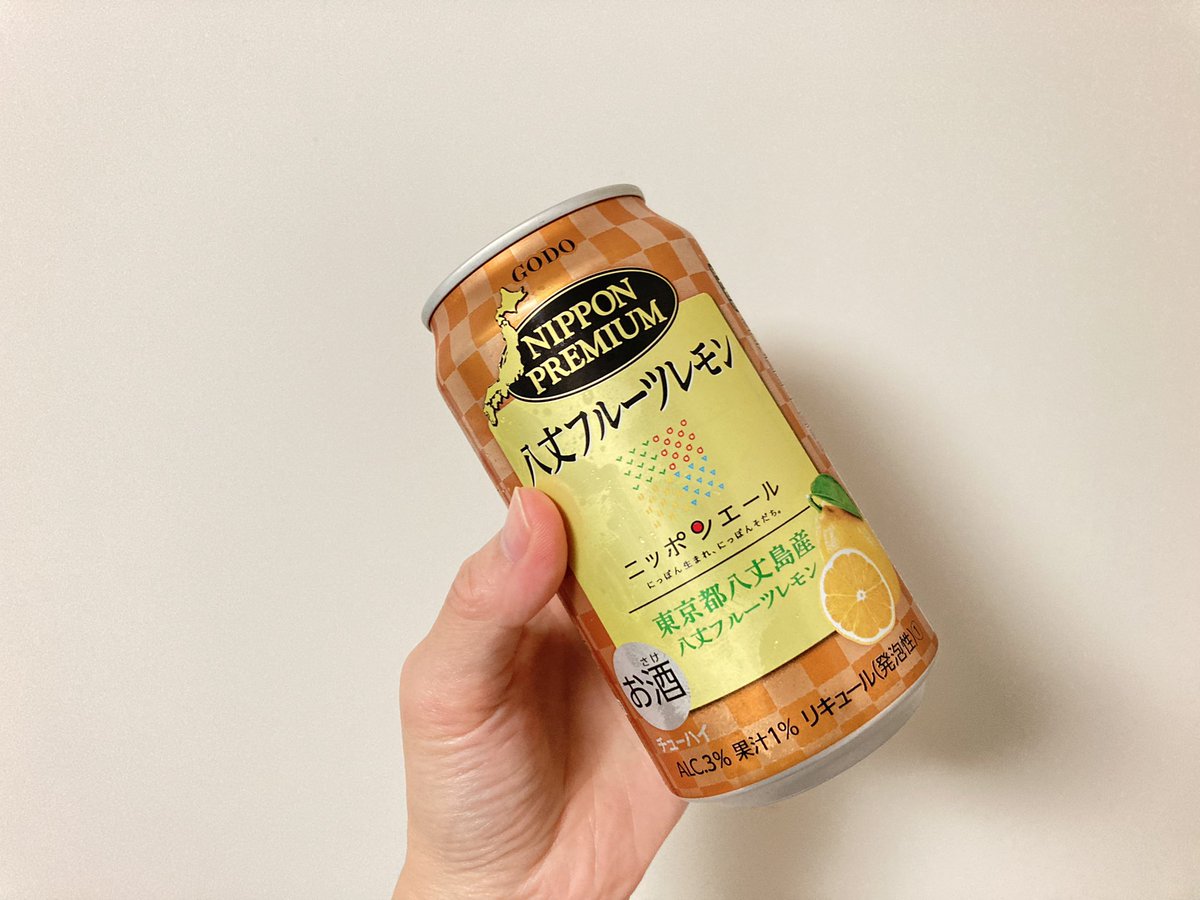 GODO
NIPPON
PREMIUM
八丈フルーツレモン
ニッポンエール
にっぽん生まれ、にっぽんそだち。
東京都八丈島産
八丈フルーツレモン
さけ
お酒
チューハイ
ALC.3% 果汁1% リキュール(発泡性)①